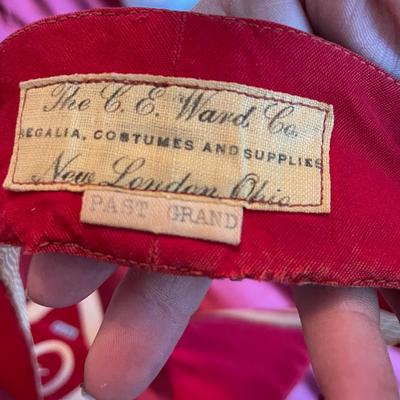 The C. E. Ward Co.
REGALIA, COSTUMES AND SUPPLIES
New London Ohio
PAST GRAND